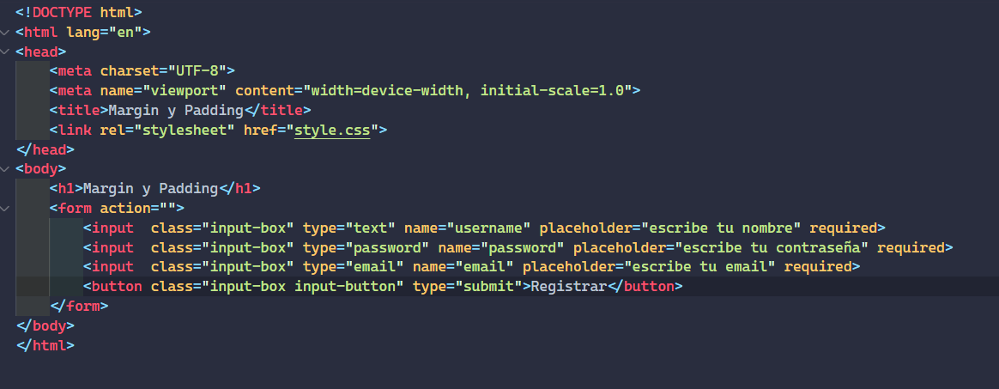 <!DOCTYPE html>
<html lang="en">
<head>
    <meta charset="UTF-8">
    <meta name="viewport" content="width=device-width, initial-scale=1.0">
    <title>Margin y Padding</title>
    <link rel="stylesheet" href="style.css">
</head>
<body>
    <h1>Margin y Padding</h1>
    <form action="">
        <input  class="input-box" type="text" name="username" placeholder="escribe tu nombre" required>
        <input  class="input-box" type="password" name="password" placeholder="escribe tu contraseña" required>
        <input  class="input-box" type="email" name="email" placeholder="escribe tu email" required>
        <button class="input-box input-button" type="submit">Registrar</button>
    </form>
</body>
</html>